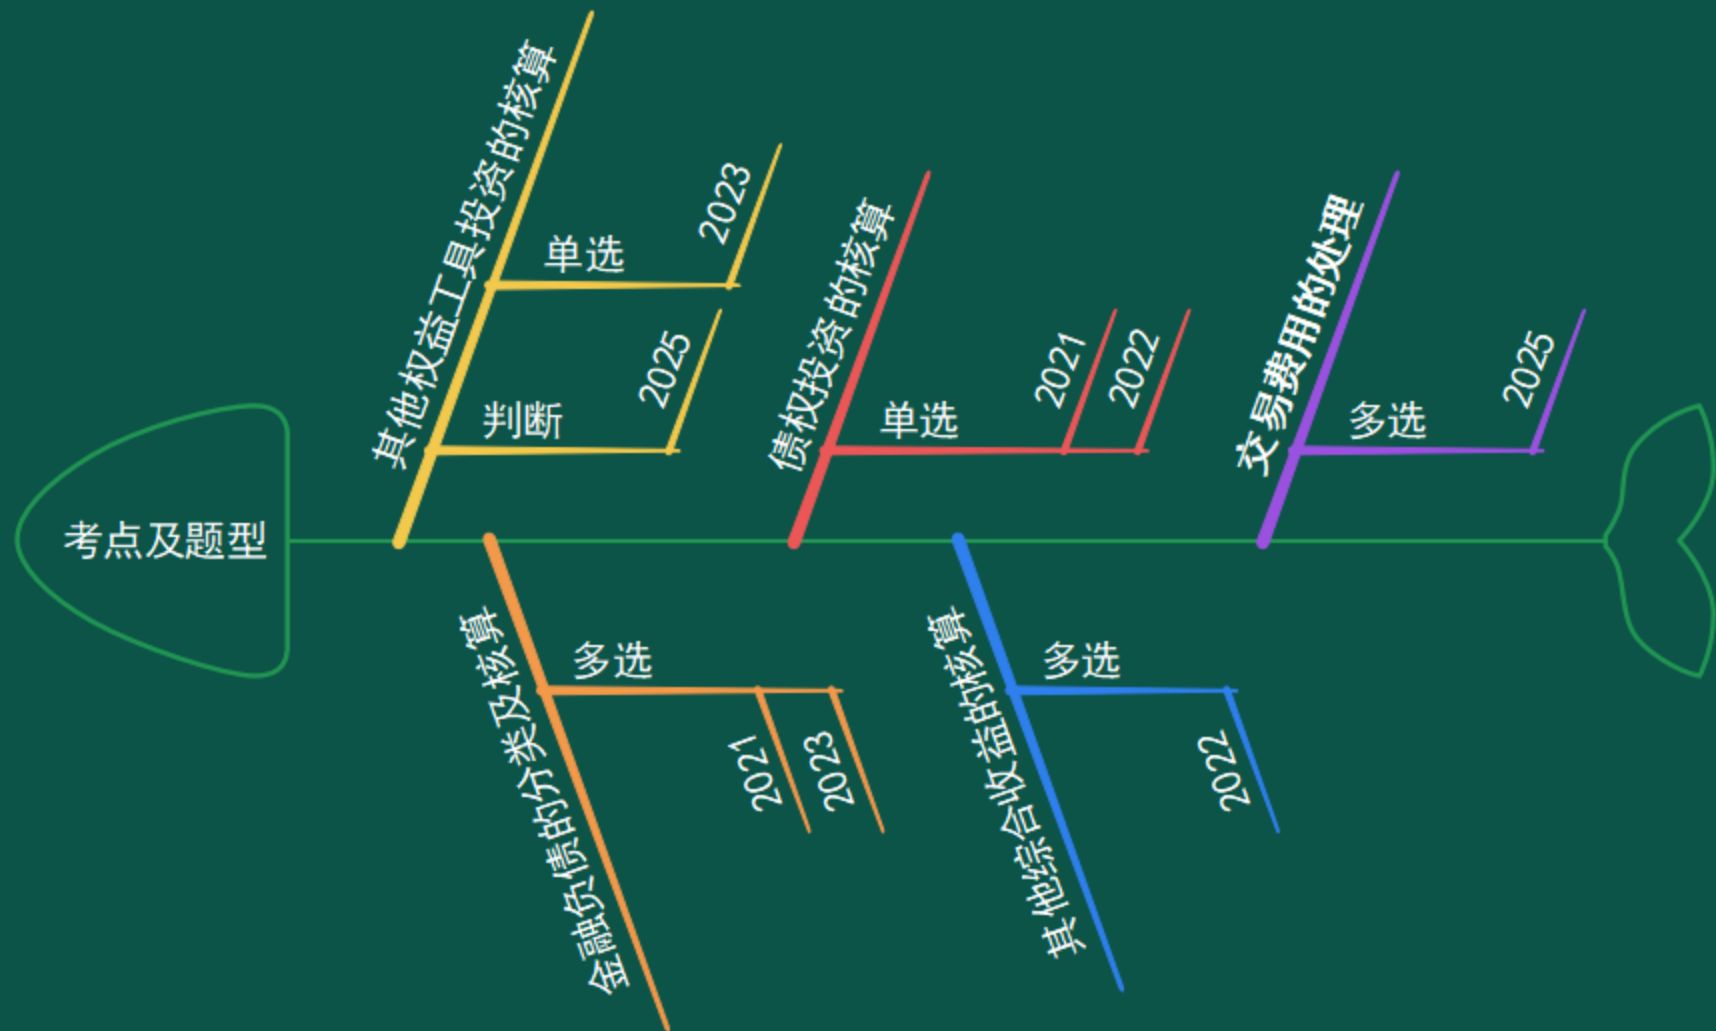 考点及题型
其他权益工具投资的核算
单选
2023
判断
2025
金融负债的分类及核算
多选
2021
2023
债权投资的核算
单选
2021
2022
其他综合收益的核算
多选
2022
交易费用的处理
多选
2025